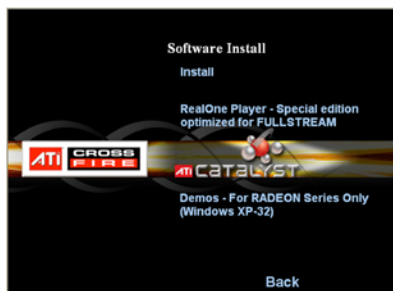 Software Install
Install
RealOne Player - Special edition
optimized for FULLSTREAM
ATI CROSS
FIRE
ATI CATALYST
Demos - For RADEON Series Only
(Windows XP-32)
Back